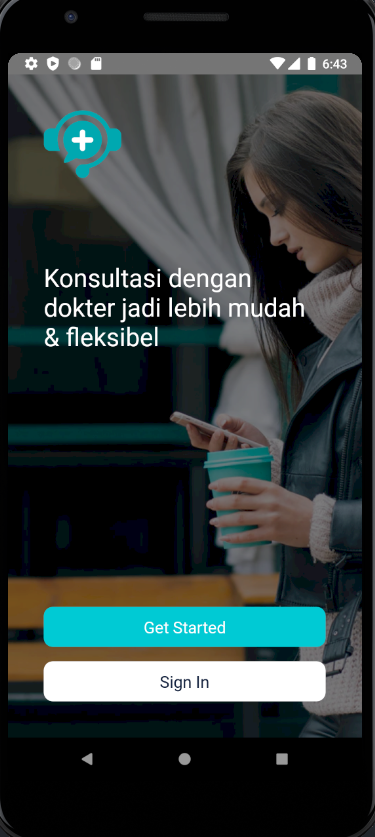 6:43
Konsultasi dengan
dokter jadi lebih mudah
& fleksibel
Get Started
Sign In